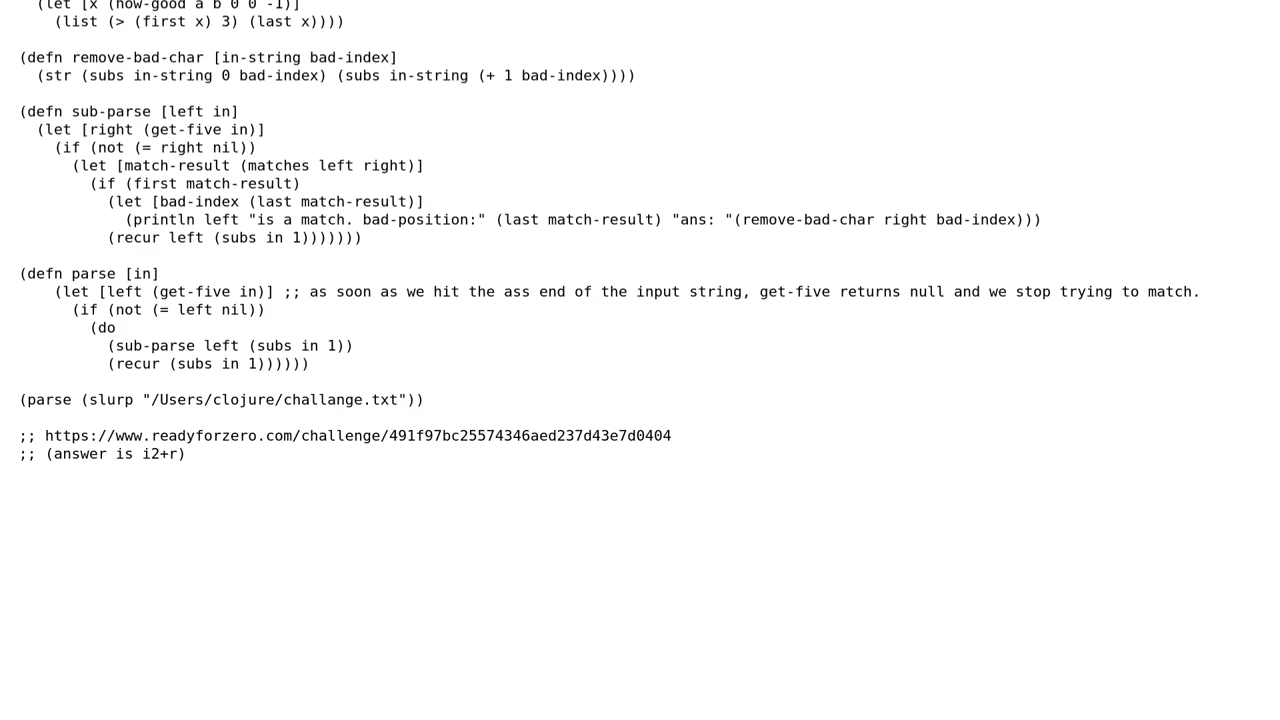 (let [x (how-good a b 0 0 -1)]
(list (> (first x) 3) (last x))))
(defn remove-bad-char [in-string bad-index]
(str (subs in-string 0 bad-index) (subs in-string (+ 1 bad-index))))
(defn sub-parse [left in]
(let [right (get-five in)]
(if (not (= right nil))
(let [match-result (matches left right)]
(if (first match-result)
(let [bad-index (last match-result)]
(println left "is a match. bad-position:" (last match-result) "ans: "(remove-bad-char right bad-index)))
(recur left (subs in 1)))))))
(defn parse [in]
(let [left (get-five in)] ;; as soon as we hit the ass end of the input string, get-five returns null and we stop trying to match.
(if (not (= left nil))
(do
(sub-parse left (subs in 1))
(recur (subs in 1))))))
(parse (slurp "/Users/clojure/challange.txt"))
;; https://www.readyforzero.com/challenge/491f97bc25574346aed237d43e7d0404
;; (answer is i2+r)